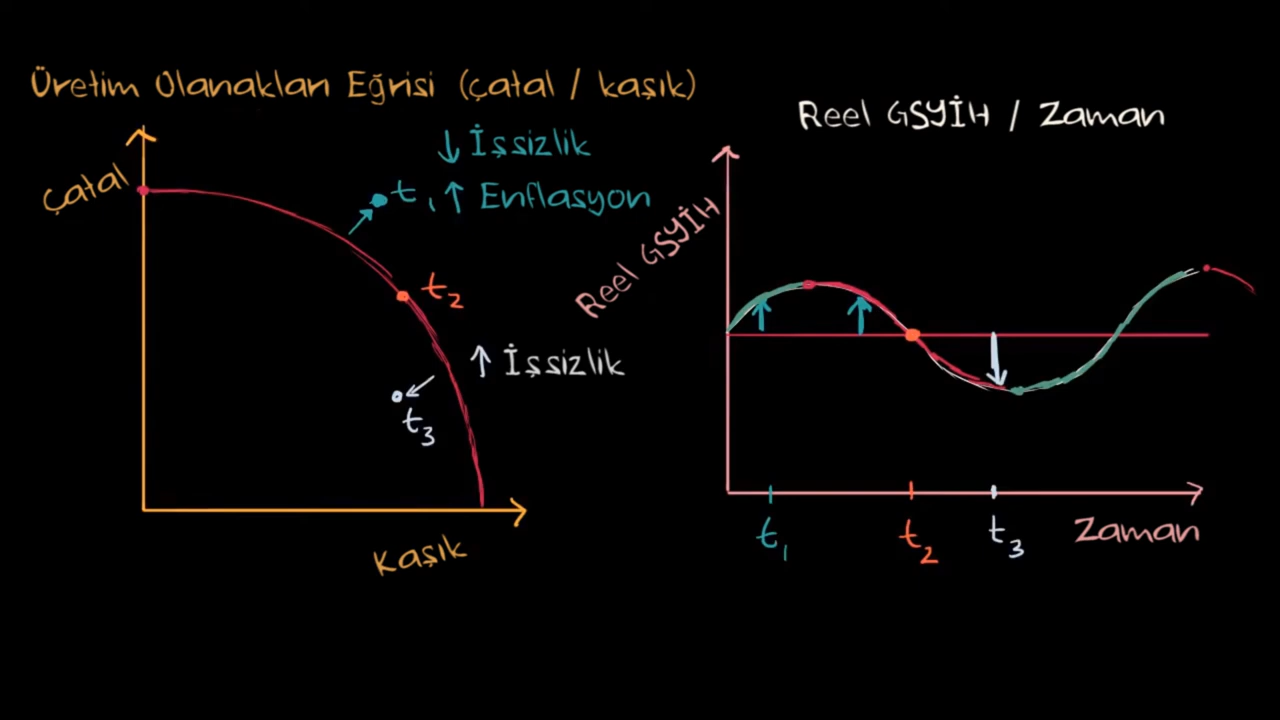 Üretim Olanakları Eğrisi (çatal / kaşık)
Çatal
↓ İşsizlik
t₁ ↑ Enflasyon
t₂
↑ İşsizlik
t₃
Kaşık
Reel GSYİH / Zaman
Reel GSYİH
t₁
t₂
t₃
Zaman